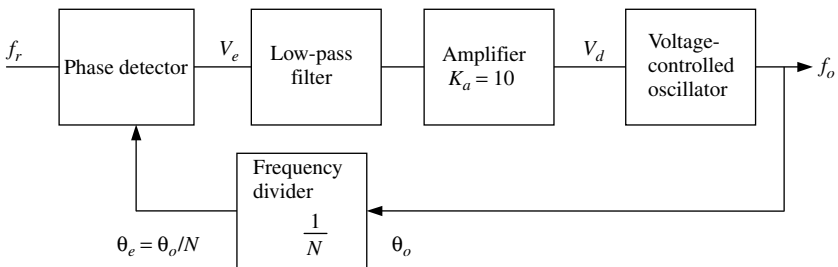 f_r
Phase detector
V_e
Low-pass
filter
Amplifier
K_a = 10
V_d
Voltage-
controlled
oscillator
f_o
Frequency
divider
1
N
θ_e = θ_o/N
θ_o